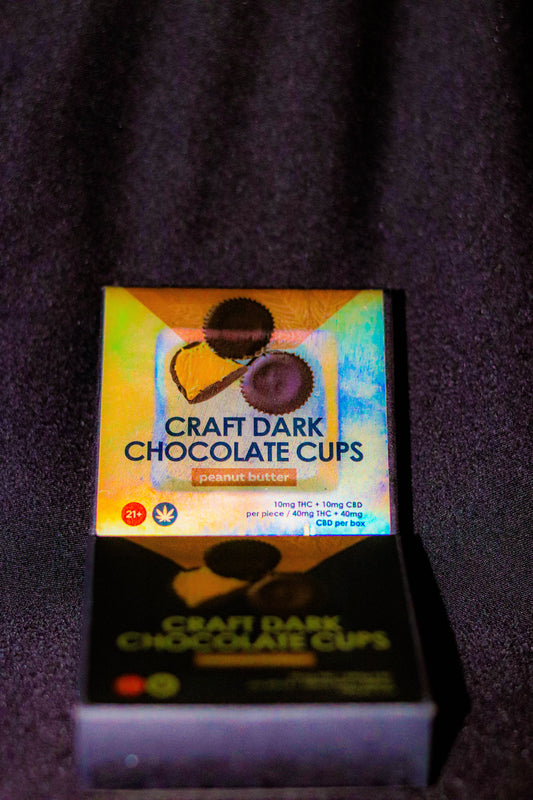 CRAFT DARK
CHOCOLATE CUPS
peanut butter
21+
10mg THC + 10mg CBD
per piece / 40mg THC + 40mg
CBD per box
CRAFT DARK
CHOCOLATE CUPS